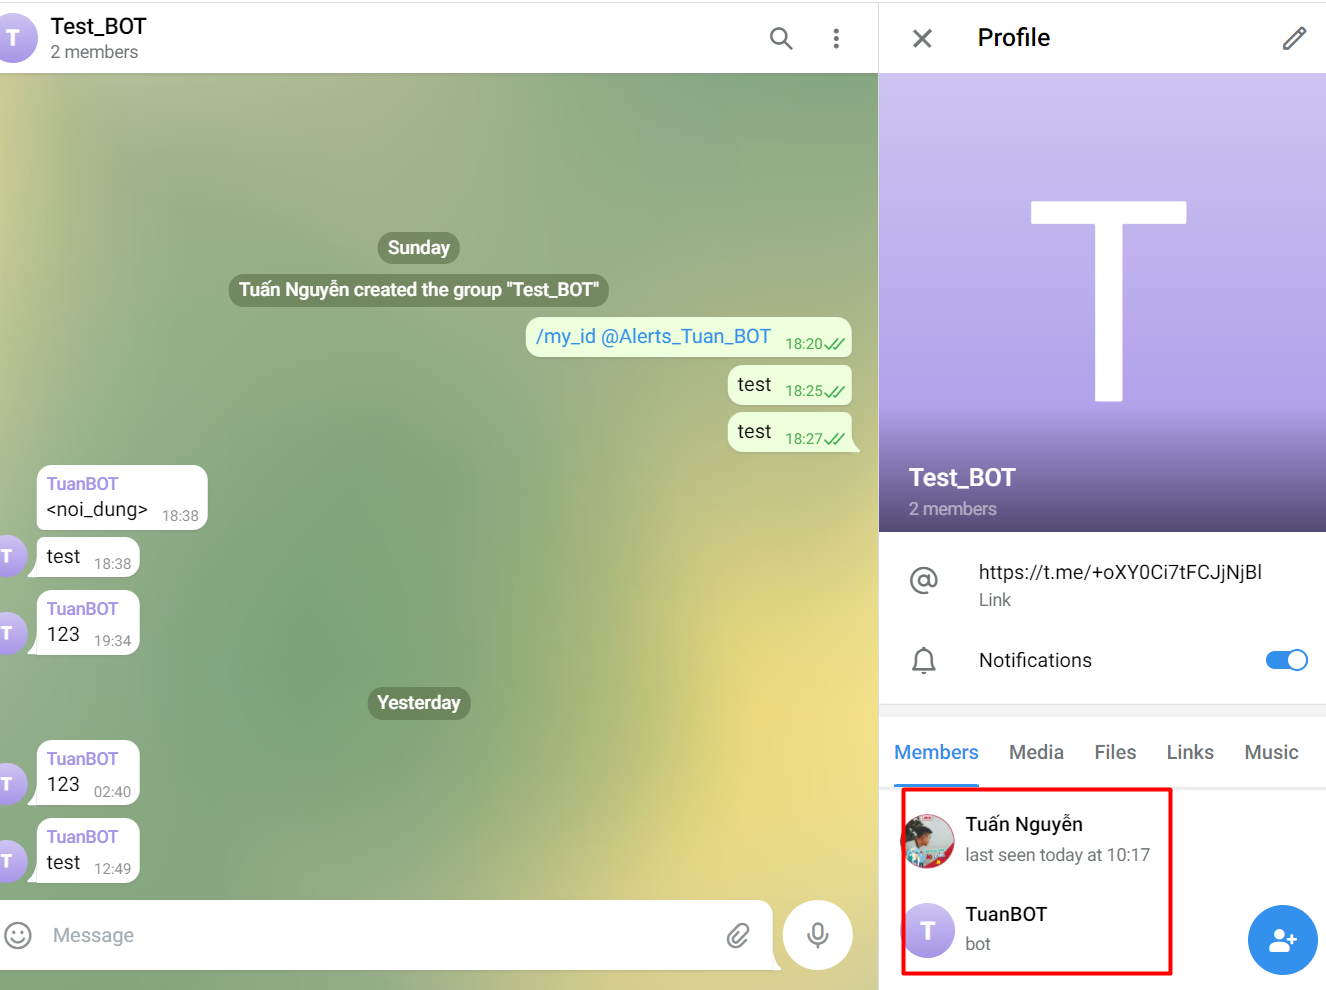 T
Test_BOT
2 members
Sunday
Tuấn Nguyễn created the group "Test_BOT"
/my_id @Alerts_Tuan_BOT 18:20
test 18:25
test 18:27
TuanBOT
<noi_dung> 18:38
T
test 18:38
TuanBOT
T
123 19:34
Yesterday
TuanBOT
T
123 02:40
TuanBOT
T
test 12:49
Message
Profile
T
Test_BOT
2 members
https://t.me/+oXY0Ci7tFCJjNjBl
Link
Notifications
Members Media Files Links Music
Tuấn Nguyễn
last seen today at 10:17
T
TuanBOT
bot